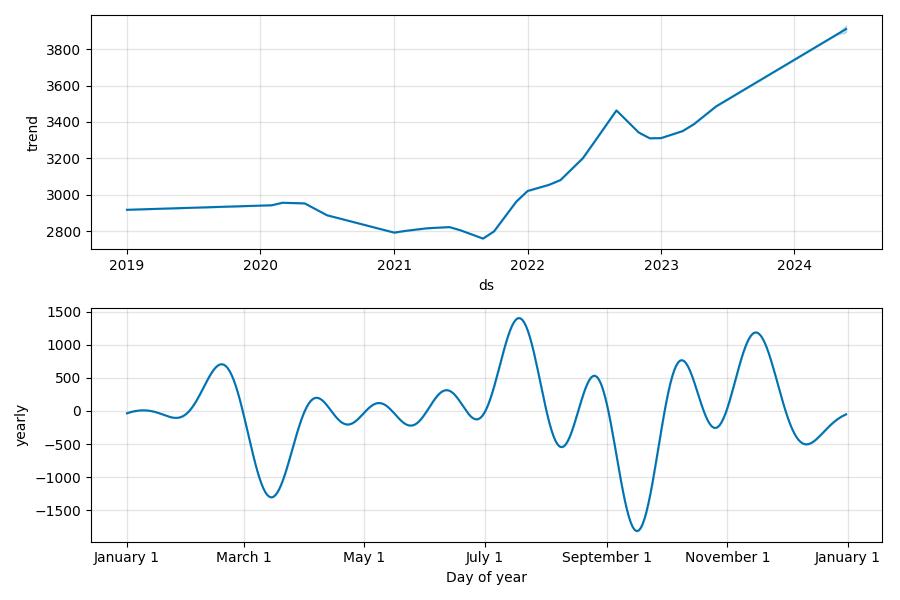 trend
3800
3600
3400
3200
3000
2800
2019 2020 2021 2022 2023 2024
ds
yearly
1500
1000
500
0
−500
−1000
−1500
January 1 March 1 May 1 July 1 September 1 November 1 January 1
Day of year